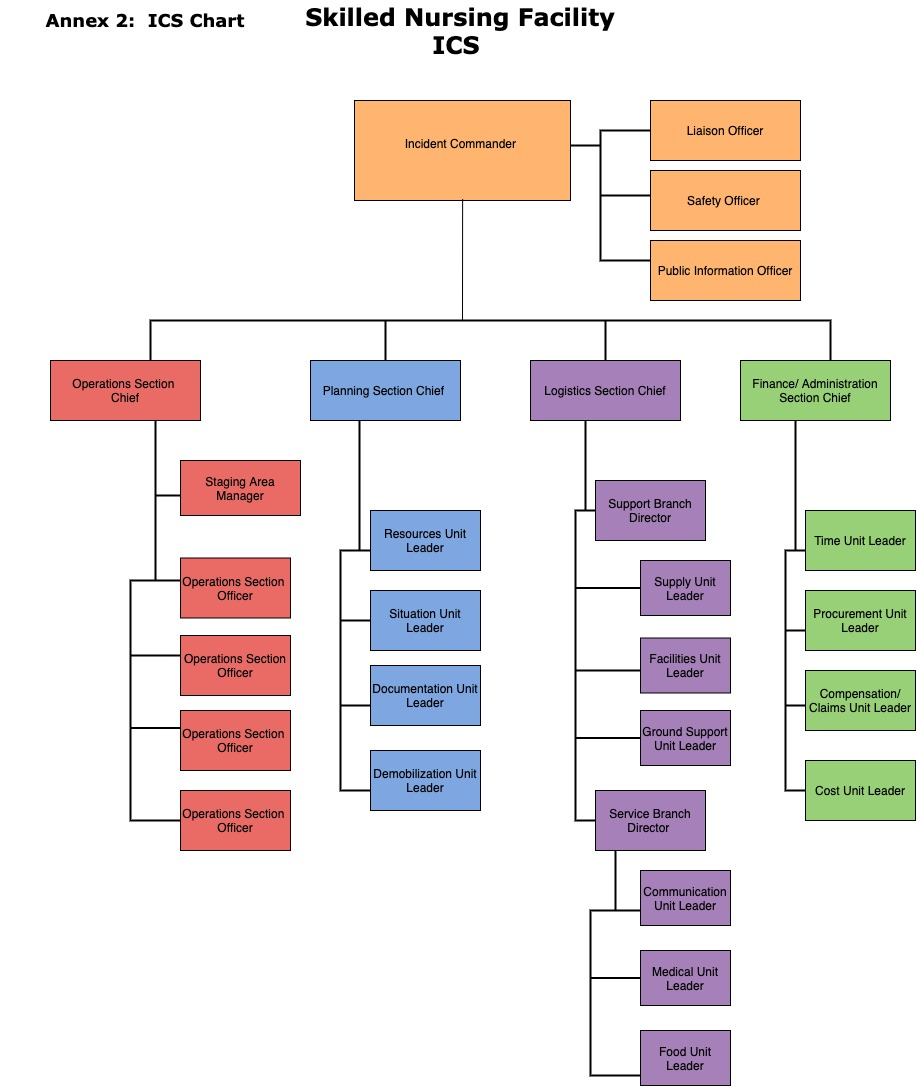 Annex 2:  ICS Chart
Skilled Nursing Facility
ICS
Incident Commander
Liaison Officer
Safety Officer
Public Information Officer
Operations Section
Chief
Planning Section Chief
Logistics Section Chief
Finance/ Administration
Section Chief
Staging Area
Manager
Operations Section
Officer
Operations Section
Officer
Operations Section
Officer
Operations Section
Officer
Resources Unit
Leader
Situation Unit
Leader
Documentation Unit
Leader
Demobilization Unit
Leader
Support Branch
Director
Supply Unit
Leader
Facilities Unit
Leader
Ground Support
Unit Leader
Service Branch
Director
Communication
Unit Leader
Medical Unit
Leader
Food Unit
Leader
Time Unit Leader
Procurement Unit
Leader
Compensation/
Claims Unit Leader
Cost Unit Leader